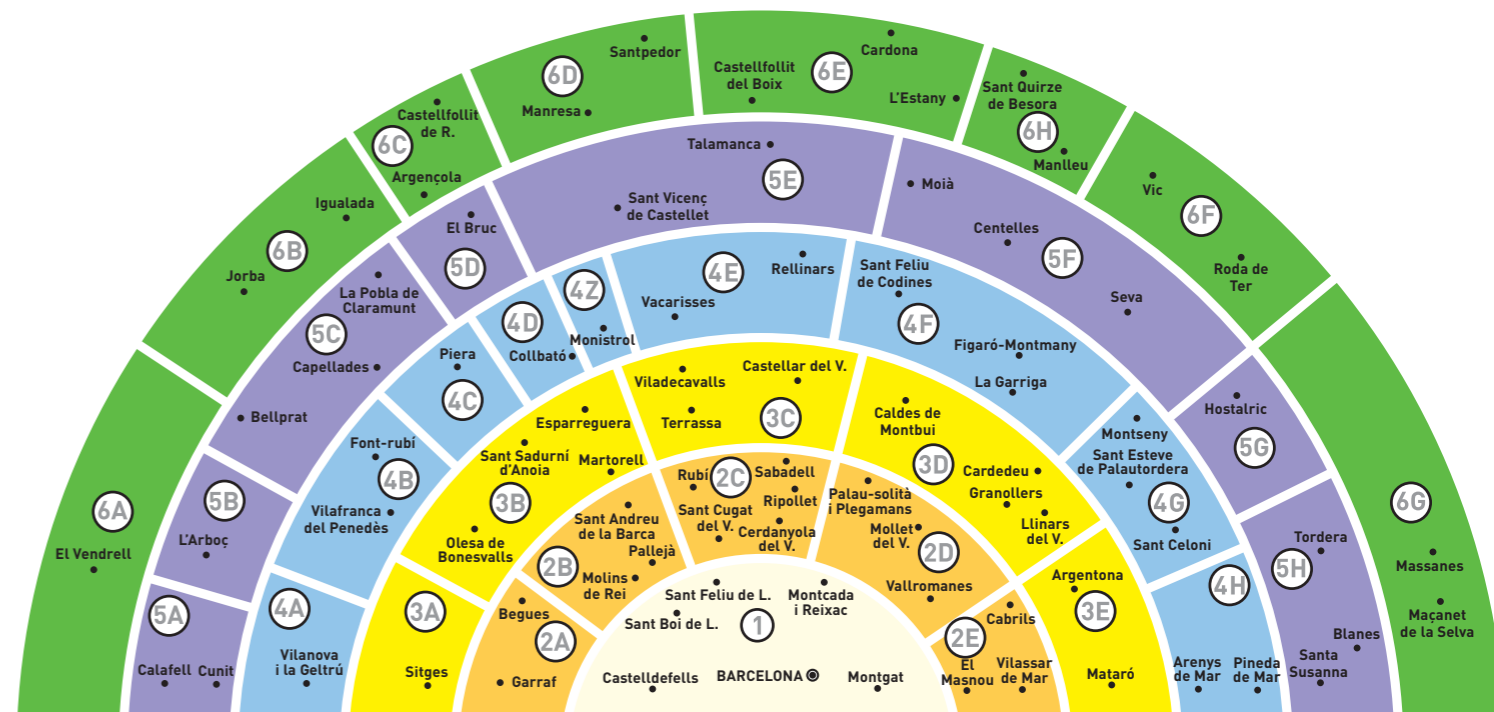 6A
El Vendrell
6B
Igualada
Jorba
6C
Castellfollit
de R.
Argençola
6D
Santpedor
Manresa
6E
Cardona
Castellfollit
del Boix
L'Estany
6H
Sant Quirze
de Besora
Manlleu
6F
Vic
Roda de
Ter
6G
Massanes
Maçanet
de la Selva
5A
Calafell
Cunit
5B
L'Arboç
5C
La Pobla de
Claramunt
Capellades
Bellprat
5D
El Bruc
5E
Talamanca
Sant Vicenç
de Castellet
5F
Moià
Centelles
Seva
5G
Hostalric
5H
Tordera
Blanes
Santa
Susanna
4A
Vilanova
i la Geltrú
4B
Font-rubí
Vilafranca
del Penedès
4C
Piera
4D
Collbató
4Z
Monistrol
4E
Rellinars
Vacarisses
4F
Sant Feliu
de Codines
Figaró-Montmany
La Garriga
4G
Montseny
Sant Esteve
de Palautordera
Sant Celoni
4H
Arenys
de Mar
Pineda
de Mar
3A
Sitges
3B
Esparreguera
Sant Sadurní
d'Anoia
Martorell
Olesa de
Bonesvalls
3C
Viladecavalls
Castellar del V.
Terrassa
3D
Caldes de
Montbui
Cardedeu
Granollers
Llinars
del V.
3E
Argentona
Mataró
2A
Begues
Garraf
2B
Sant Andreu
de la Barca
Pallejà
Molins
de Rei
2C
Rubí
Sabadell
Ripollet
Sant Cugat
del V.
Cerdanyola
del V.
2D
Palau-solità
i Plegamans
Mollet
del V.
Vallromanes
2E
Cabrils
El
Masnou
Vilassar
de Mar
1
Sant Feliu de L.
Montcada
i Reixac
Sant Boi de L.
Castelldefells
BARCELONA
Montgat